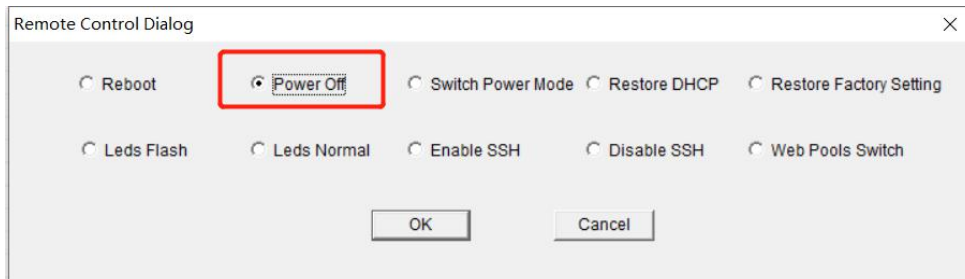 Remote Control Dialog
Reboot Power Off Switch Power Mode Restore DHCP Restore Factory Setting
Leds Flash Leds Normal Enable SSH Disable SSH Web Pools Switch
OK Cancel